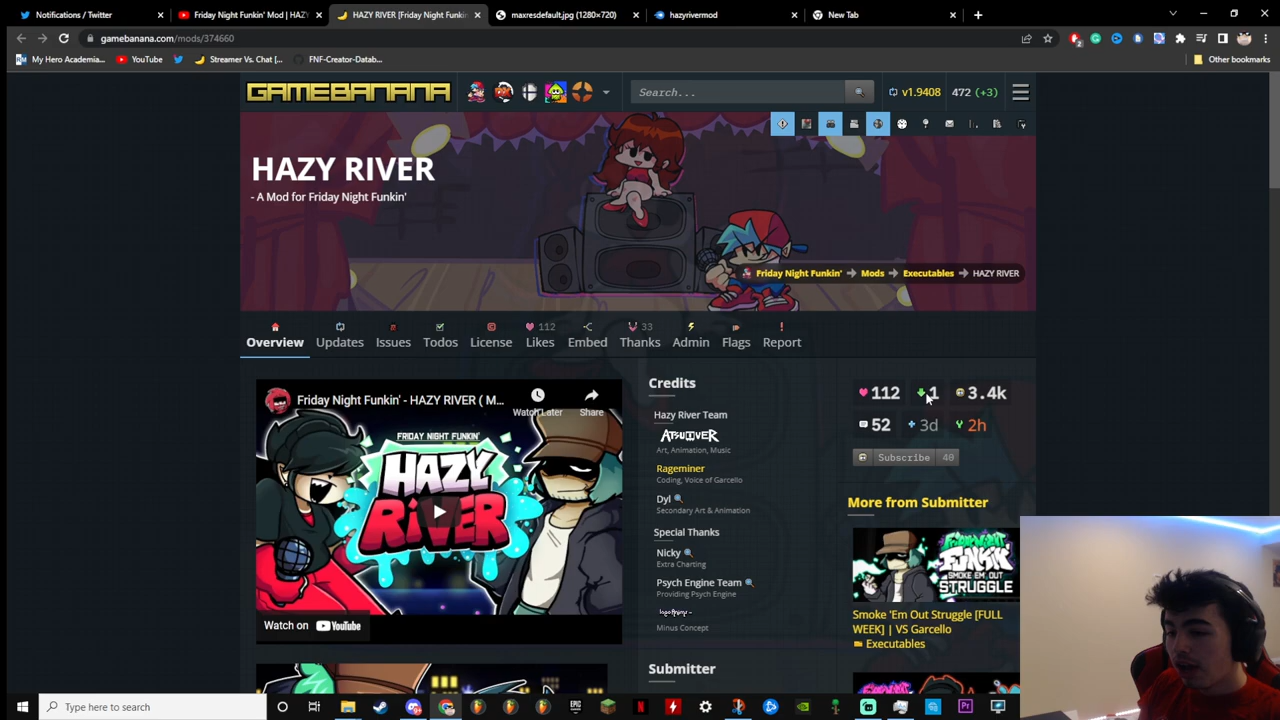 Notifications / Twitter
Friday Night Funkin' Mod | HAZY
HAZY RIVER [Friday Night Funkin
maxresdefault.jpg (1280×720)
hazyrivermod
New Tab
gamebanana.com/mods/374660
My Hero Academia...
YouTube
Streamer Vs. Chat [...
FNF-Creator-Datab...
Other bookmarks
GAMEBANANA
Search...
v1.9408
472 (+3)
HAZY RIVER
- A Mod for Friday Night Funkin'
Friday Night Funkin' Mods Executables HAZY RIVER
112
33
Overview Updates Issues Todos License Likes Embed Thanks Admin Flags Report
Friday Night Funkin' - HAZY RIVER ( M...
Watch Later
Share
FRIDAY NIGHT FUNKIN'
HAZY
RIVER
Watch on YouTube
Credits
Hazy River Team
ATSUOVER
Art, Animation, Music
Rageminer
Coding, Voice of Garcello
Dyl
Secondary Art & Animation
Special Thanks
Nicky
Extra Charting
Psych Engine Team
Providing Psych Engine
Minus Concept
Submitter
112 1 3.4k
52 3d 2h
Subscribe 40
More from Submitter
FRIDAY NIGHT
FUNKIN
SMOKE 'EM OUT
STRUGGLE
Smoke 'Em Out Struggle [FULL
WEEK] | VS Garcello
Executables
Type here to search